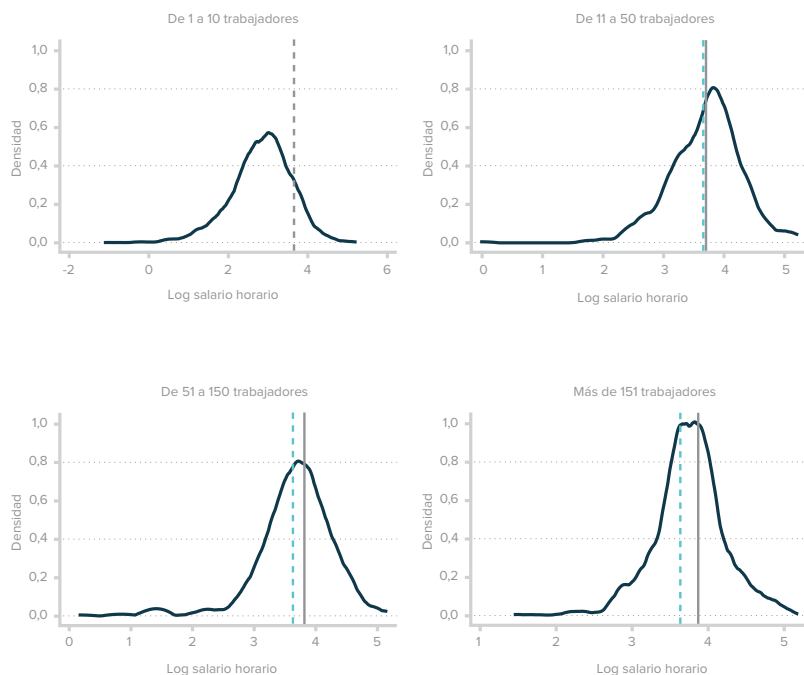 De 1 a 10 trabajadores
1,0
0,8
0,6
0,4
0,2
0,0
Densidad
-2 0 2 4 6
Log salario horario
De 11 a 50 trabajadores
1,0
0,8
0,6
0,4
0,2
0,0
Densidad
0 1 2 3 4 5
Log salario horario
De 51 a 150 trabajadores
1,0
0,8
0,6
0,4
0,2
0,0
Densidad
0 1 2 3 4 5
Log salario horario
Más de 151 trabajadores
1,0
0,8
0,6
0,4
0,2
0,0
Densidad
1 2 3 4 5
Log salario horario